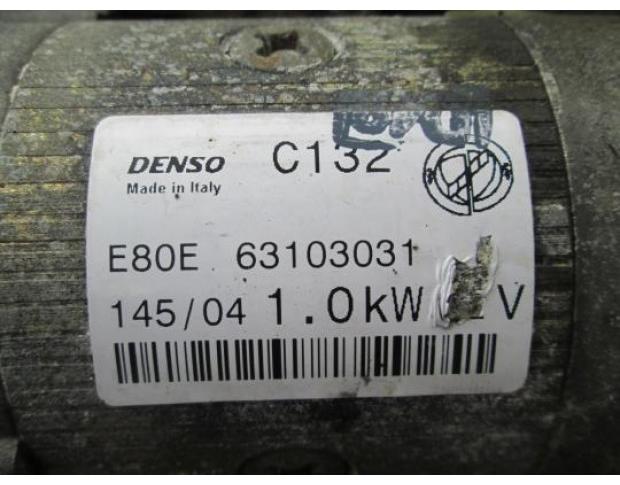 DENSO C132
Made in Italy
E80E 63103031
145/04 1.0kW V